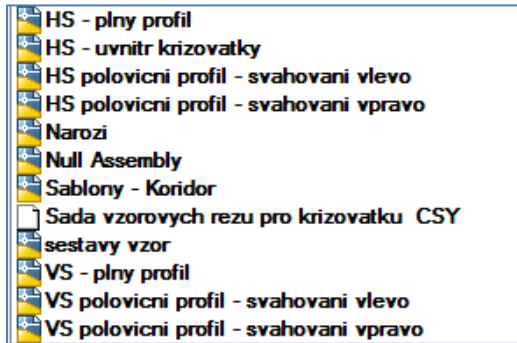 HS - plny profil
HS - uvnitr krizovatky
HS polovicni profil - svahovani vlevo
HS polovicni profil - svahovani vpravo
Narozi
Null Assembly
Sablony - Koridor
Sada vzorovych rezu pro krizovatku  CSY
sestavy vzor
VS - plny profil
VS polovicni profil - svahovani vlevo
VS polovicni profil - svahovani vpravo